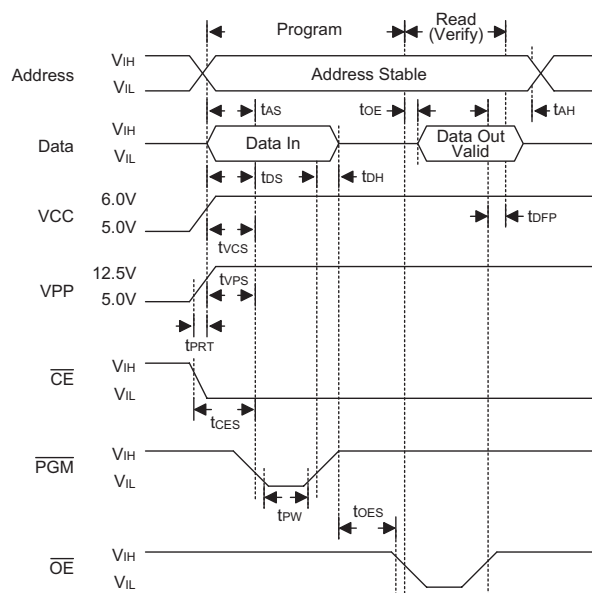 Program
Read
(Verify)
Address
VIH
VIL
Address Stable
tAS
tOE
tAH
Data
VIH
VIL
Data In
Data Out
Valid
tDS
tDH
tDFP
VCC
6.0V
5.0V
tVCS
VPP
12.5V
5.0V
tVPS
tPRT
CE
VIH
VIL
tCES
PGM
VIH
VIL
tPW
tOES
OE
VIH
VIL